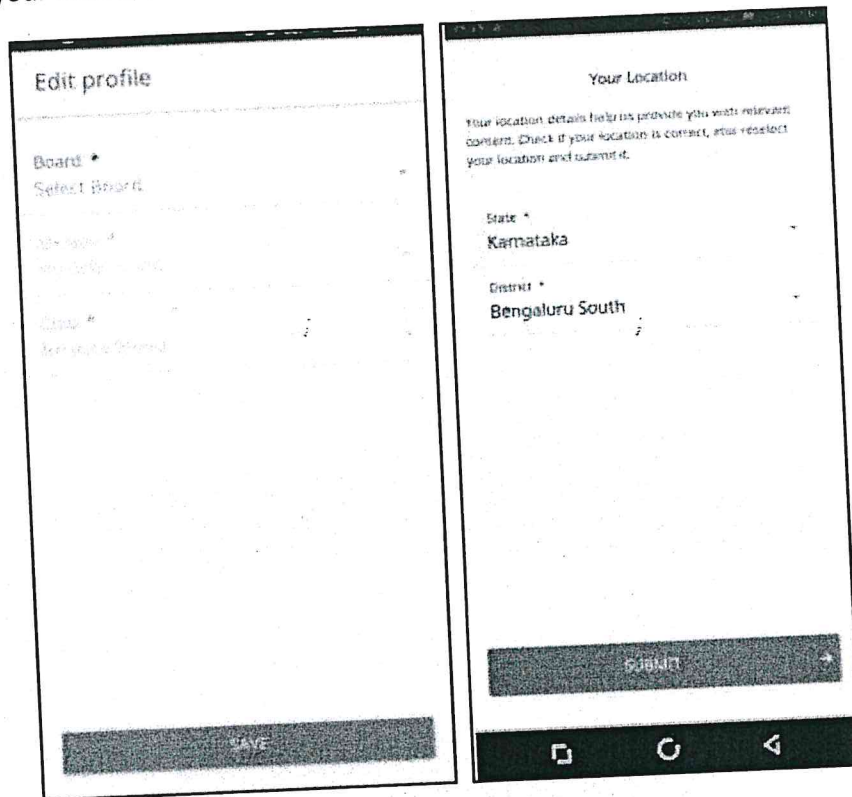 Edit profile
Board *
Select Board
Class *
SAVE
Your Location
Your location details help us provide you with relevant
content. Check if your location is correct, else reselect
your location and submit it.
State *
Karnataka
District *
Bengaluru South
SUBMIT